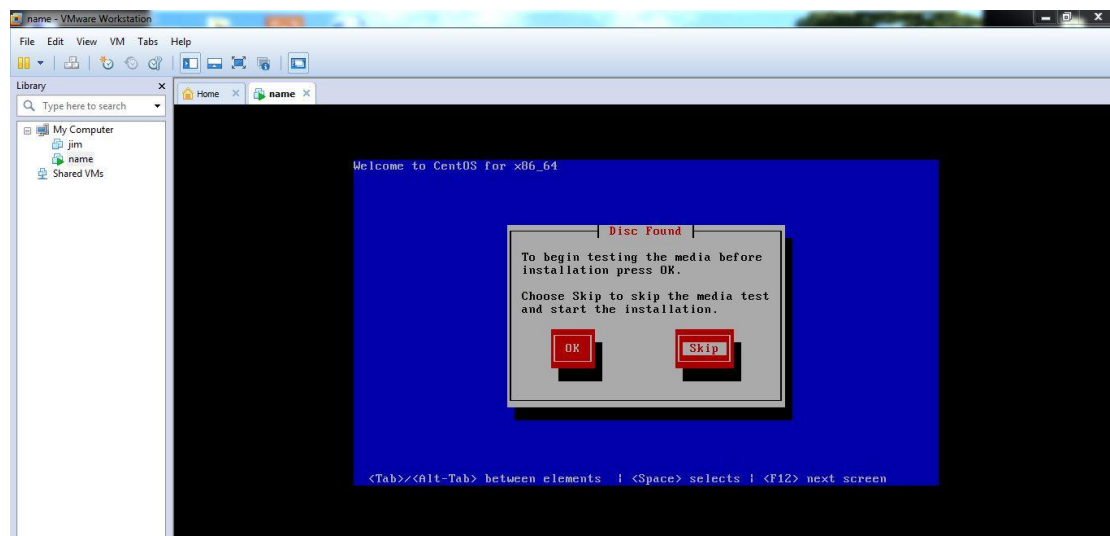 name - VMware Workstation
File Edit View VM Tabs Help
Library
Type here to search
Home
name
My Computer
jim
name
Shared VMs
Welcome to CentOS for x86_64
Disc Found
To begin testing the media before
installation press OK.
Choose Skip to skip the media test
and start the installation.
OK Skip
<Tab>/<Alt-Tab> between elements | <Space> selects | <F12> next screen